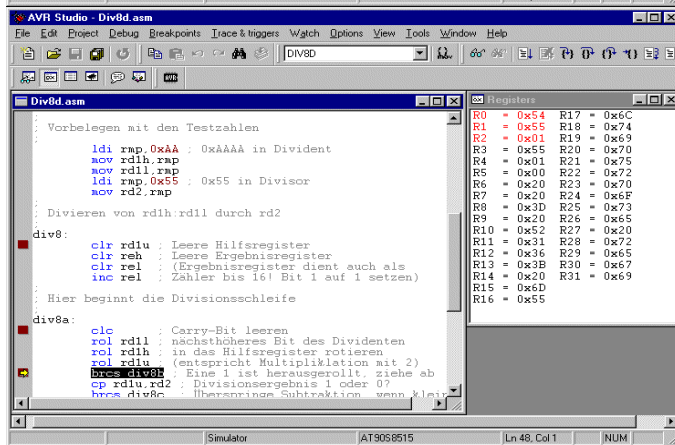 AVR Studio - Div8d.asm
File Edit Project Debug Breakpoints Trace & triggers Watch Options View Tools Window Help
DIV8D
AVR
Div8d.asm
;
; Vorbelegen mit den Testzahlen
;
ldi rmp,0xAA ; 0xAAAA in Divident
mov rd1h,rmp
mov rd1l,rmp
ldi rmp,0x55 ; 0x55 in Divisor
mov rd2,rmp
;
; Divieren von rd1h:rd1l durch rd2
;
div8:
clr rd1u ; Leere Hilfsregister
clr reh ; Leere Ergebnisregister
clr rel ; (Ergebnisregister dient auch als
inc rel ; Zähler bis 16! Bit 1 auf 1 setzen)
;
; Hier beginnt die Divisionsschleife
;
div8a:
clc ; Carry-Bit leeren
rol rd1l ; nächsthöheres Bit des Dividenten
rol rd1h ; in das Hilfsregister rotieren
rol rd1u ; (entspricht Multipliklation mit 2)
brcs div8b ; Eine 1 ist herausgerollt, ziehe ab
cp rd1u,rd2 ; Divisionsergebnis 1 oder 0?
brcs div8c ; Überspringe Subtraktion, wenn klein
Registers
R0 = 0x54 R17 = 0x6C
R1 = 0x55 R18 = 0x74
R2 = 0x01 R19 = 0x69
R3 = 0x55 R20 = 0x70
R4 = 0x01 R21 = 0x75
R5 = 0x00 R22 = 0x72
R6 = 0x20 R23 = 0x70
R7 = 0x20 R24 = 0x6F
R8 = 0x3D R25 = 0x73
R9 = 0x20 R26 = 0x65
R10 = 0x52 R27 = 0x20
R11 = 0x31 R28 = 0x72
R12 = 0x36 R29 = 0x65
R13 = 0x3B R30 = 0x67
R14 = 0x20 R31 = 0x69
R15 = 0x6D
R16 = 0x55
Simulator AT90S8515 Ln 48, Col 1 NUM